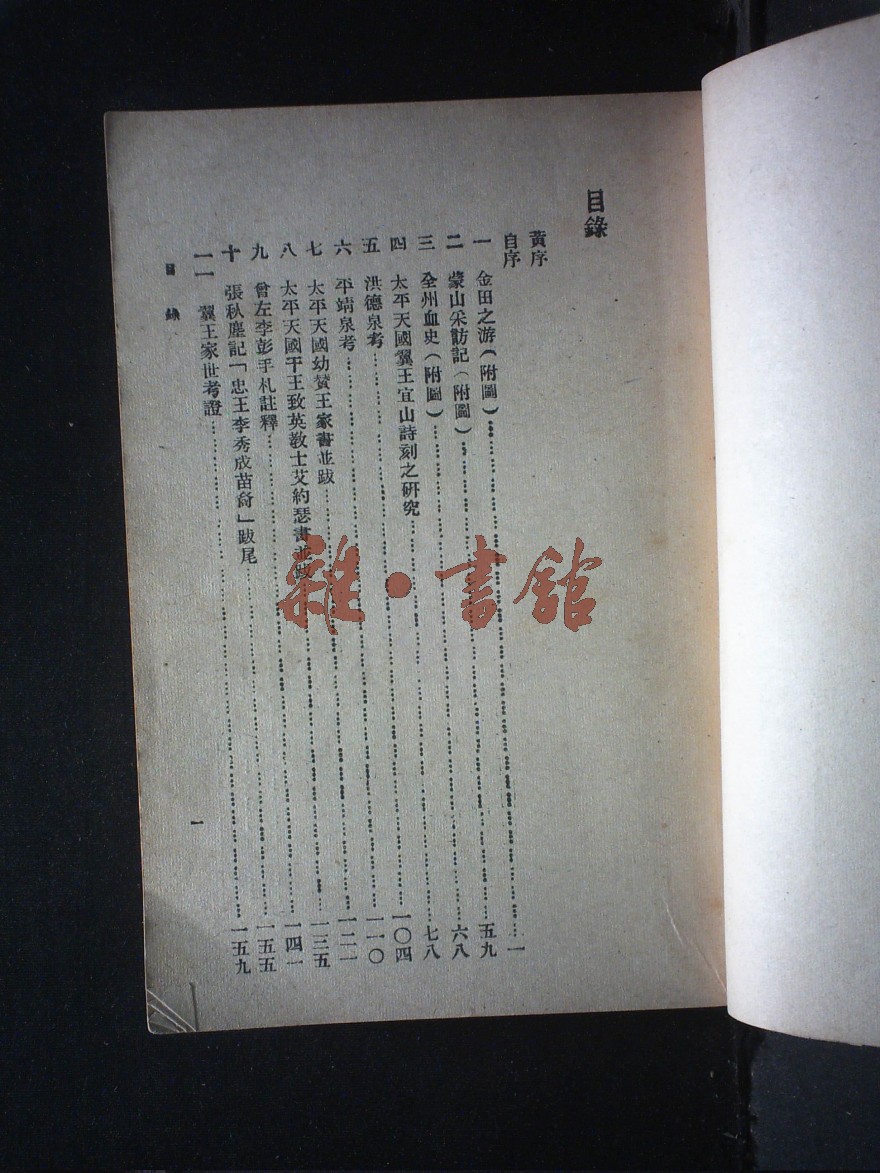 目錄
黃序
自序
一 金田之游(附圖)……一
二 蒙山采訪記(附圖)……五九
三 全州血史(附圖)……六八
四 太平天國翼王宜山詩刻之研究……七八
五 洪德泉考……一〇四
六 平靖泉考……一一〇
七 太平天國幼贊王家書並跋……一二一
八 太平天國干王致英教士艾約瑟書並跋……一三五
九 曾左李彭手札註釋……一四一
十 張秋塵記「忠王李秀成苗裔」跋尾……一五五
一一 翼王家世考證……一五九
目錄
一
雜·書館